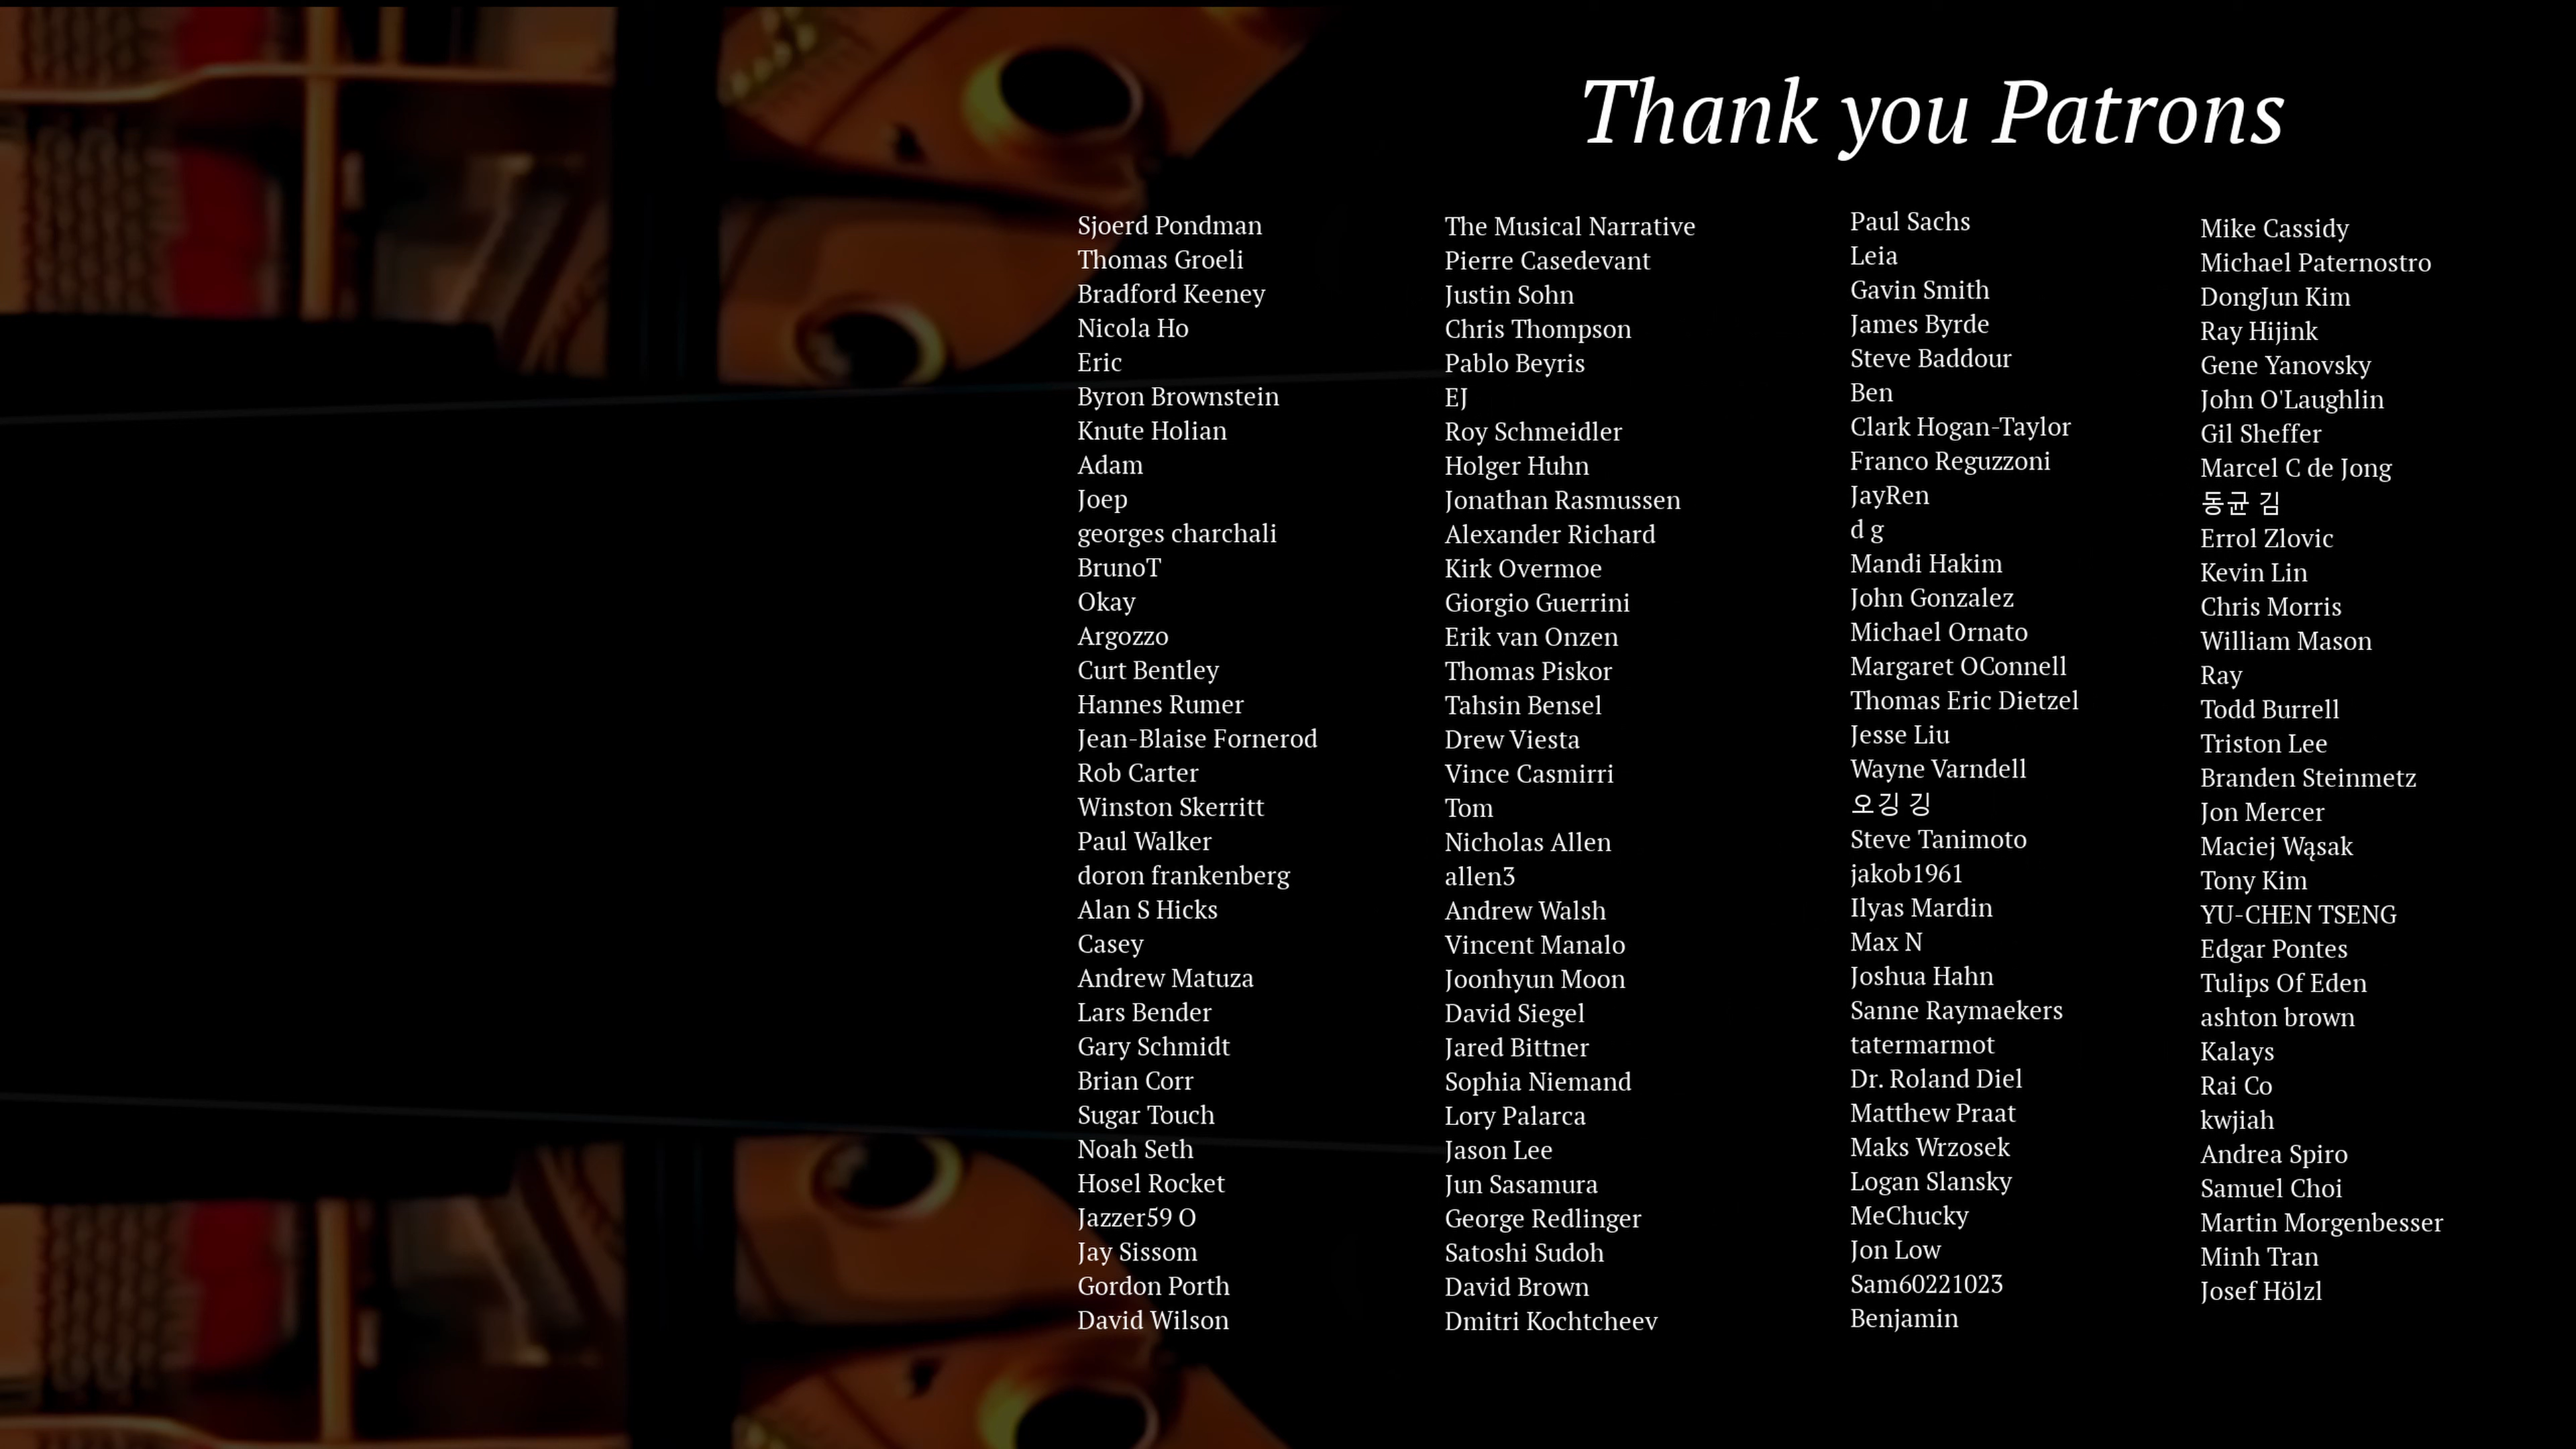 Thank you Patrons
Sjoerd Pondman
Thomas Groeli
Bradford Keeney
Nicola Ho
Eric
Byron Brownstein
Knute Holian
Adam
Joep
georges charchali
BrunoT
Okay
Argozzo
Curt Bentley
Hannes Rumer
Jean-Blaise Fornerod
Rob Carter
Winston Skerritt
Paul Walker
doron frankenberg
Alan S Hicks
Casey
Andrew Matuza
Lars Bender
Gary Schmidt
Brian Corr
Sugar Touch
Noah Seth
Hosel Rocket
Jazzer59 O
Jay Sissom
Gordon Porth
David Wilson
The Musical Narrative
Pierre Casedevant
Justin Sohn
Chris Thompson
Pablo Beyris
EJ
Roy Schmeidler
Holger Huhn
Jonathan Rasmussen
Alexander Richard
Kirk Overmoe
Giorgio Guerrini
Erik van Onzen
Thomas Piskor
Tahsin Bensel
Drew Viesta
Vince Casmirri
Tom
Nicholas Allen
allen3
Andrew Walsh
Vincent Manalo
Joonhyun Moon
David Siegel
Jared Bittner
Sophia Niemand
Lory Palarca
Jason Lee
Jun Sasamura
George Redlinger
Satoshi Sudoh
David Brown
Dmitri Kochtcheev
Paul Sachs
Leia
Gavin Smith
James Byrde
Steve Baddour
Ben
Clark Hogan-Taylor
Franco Reguzzoni
JayRen
d g
Mandi Hakim
John Gonzalez
Michael Ornato
Margaret OConnell
Thomas Eric Dietzel
Jesse Liu
Wayne Varndell
오깅 깅
Steve Tanimoto
jakob1961
Ilyas Mardin
Max N
Joshua Hahn
Sanne Raymaekers
tatermarmot
Dr. Roland Diel
Matthew Praat
Maks Wrzosek
Logan Slansky
MeChucky
Jon Low
Sam60221023
Benjamin
Mike Cassidy
Michael Paternostro
DongJun Kim
Ray Hijink
Gene Yanovsky
John O'Laughlin
Gil Sheffer
Marcel C de Jong
동균 김
Errol Zlovic
Kevin Lin
Chris Morris
William Mason
Ray
Todd Burrell
Triston Lee
Branden Steinmetz
Jon Mercer
Maciej Wąsak
Tony Kim
YU-CHEN TSENG
Edgar Pontes
Tulips Of Eden
ashton brown
Kalays
Rai Co
kwjiah
Andrea Spiro
Samuel Choi
Martin Morgenbesser
Minh Tran
Josef Hölzl